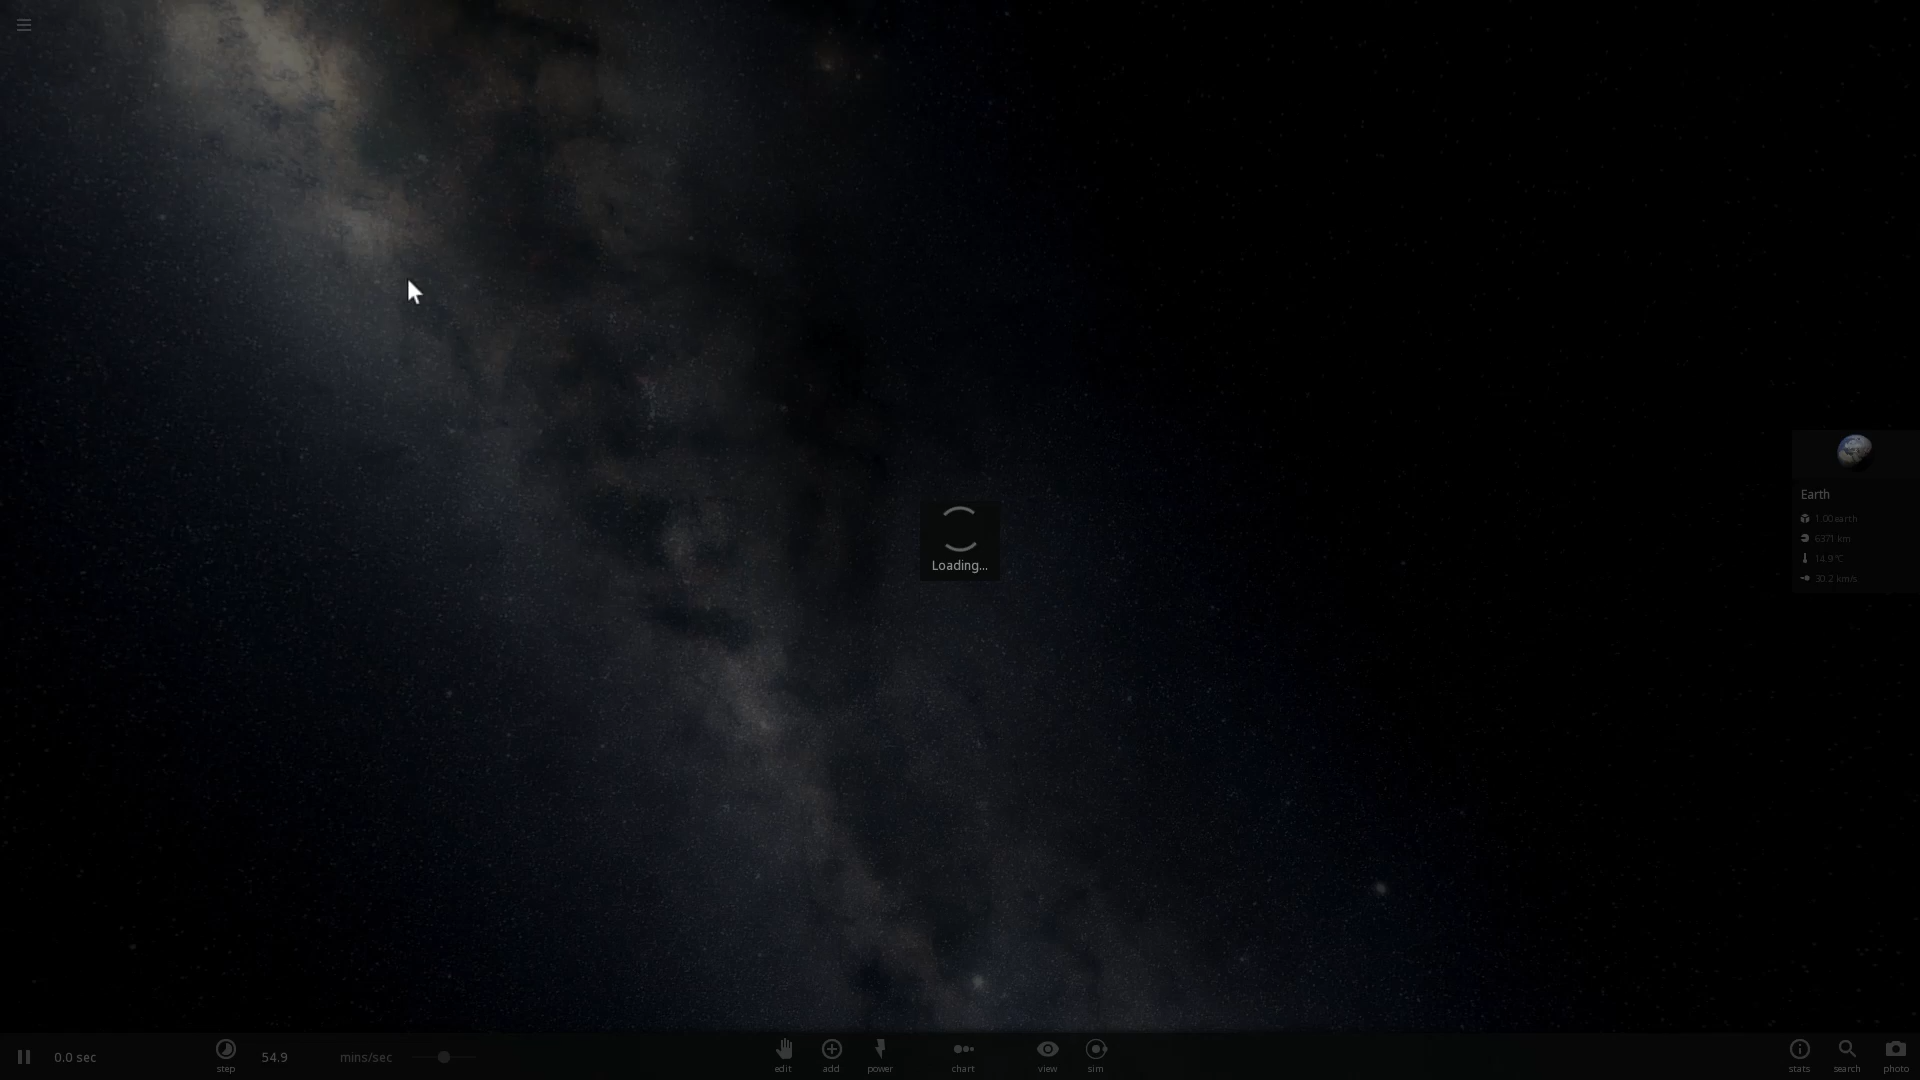 Loading...
Earth
1.00 earth
6371 km
14.9 °C
30.2 km/s
0.0 sec
step
54.9
mins/sec
edit
add
power
chart
view
sim
stats
search
photo